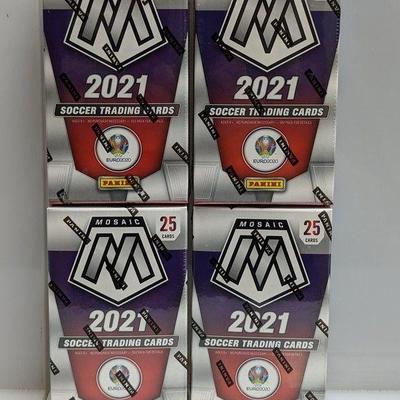 2021
SOCCER TRADING CARDS
EURO2020
PANINI
2021
SOCCER TRADING CARDS
EURO2020
PANINI
MOSAIC
25
CARDS
2021
SOCCER TRADING CARDS
EURO2020
MOSAIC
25
CARDS
2021
SOCCER TRADING CARDS
EURO2020